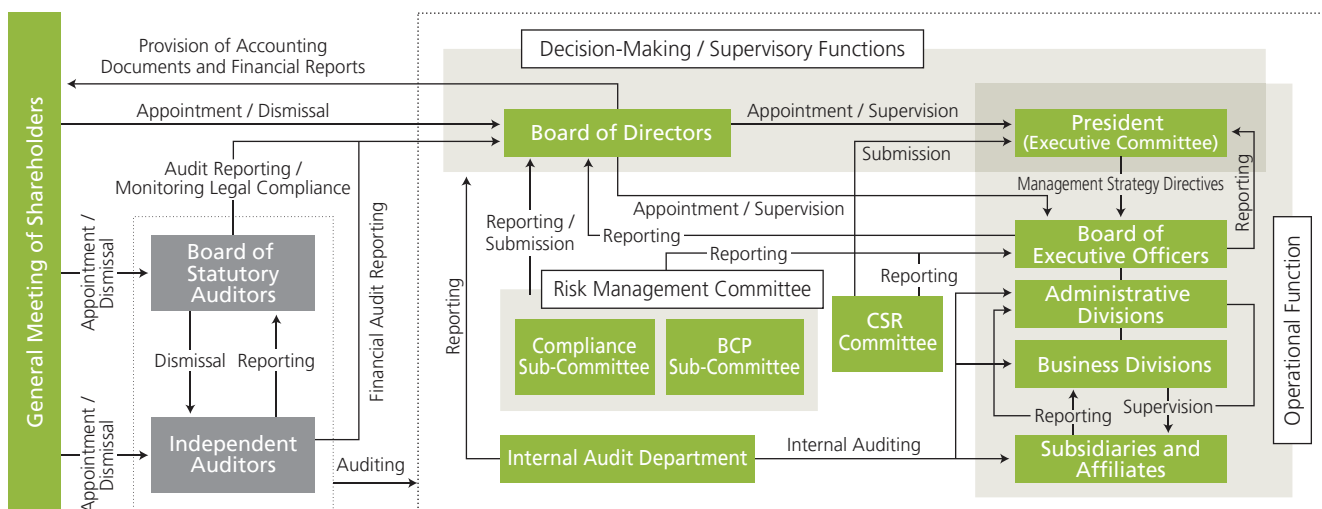 General Meeting of Shareholders
Provision of Accounting
Documents and Financial Reports
Appointment / Dismissal
Audit Reporting /
Monitoring Legal Compliance
Appointment /
Dismissal
Board of
Statutory
Auditors
Dismissal
Reporting
Financial Audit Reporting
Appointment /
Dismissal
Independent
Auditors
Auditing
Decision-Making / Supervisory Functions
Board of Directors
Appointment / Supervision
President
(Executive Committee)
Submission
Management Strategy Directives
Reporting
Appointment / Supervision
Reporting /
Submission
Reporting
Board of
Executive Officers
Reporting
Reporting
Reporting
Risk Management Committee
Compliance
Sub-Committee
BCP
Sub-Committee
CSR
Committee
Administrative
Divisions
Business Divisions
Reporting
Supervision
Internal Audit Department
Internal Auditing
Subsidiaries and
Affiliates
Operational Function